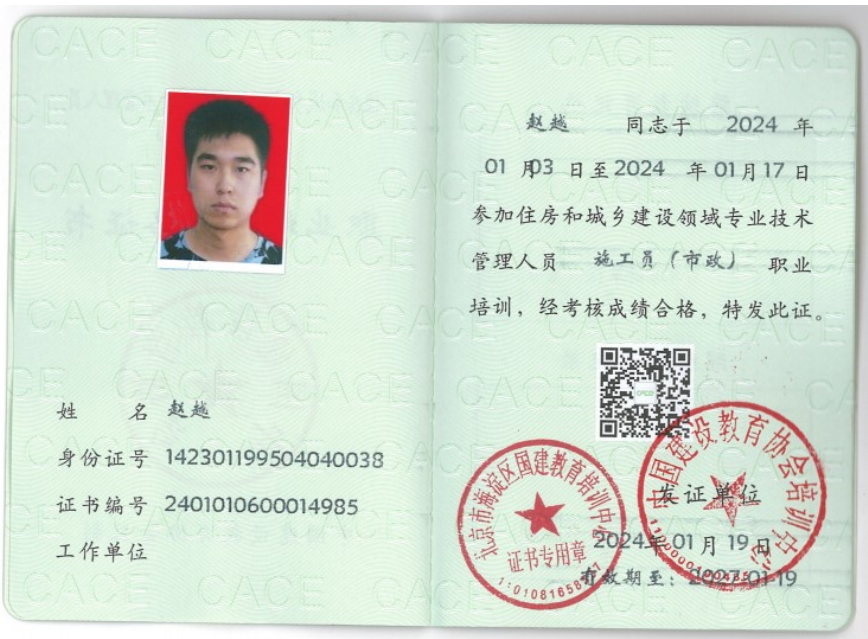 CACE
姓 名 赵越
身份证号 142301199504040038
证书编号 2401010600014985
工作单位
赵越 同志于 2024 年
01 月03 日至2024 年01月17日
参加住房和城乡建设领域专业技术
管理人员 施工员（市政） 职业
培训，经考核成绩合格，特发此证。
中国建设教育协会培训中心
北京市海淀区国建教育培训中心
证书专用章
发证单位
2024年01月19日
有效期至：2027-01-19